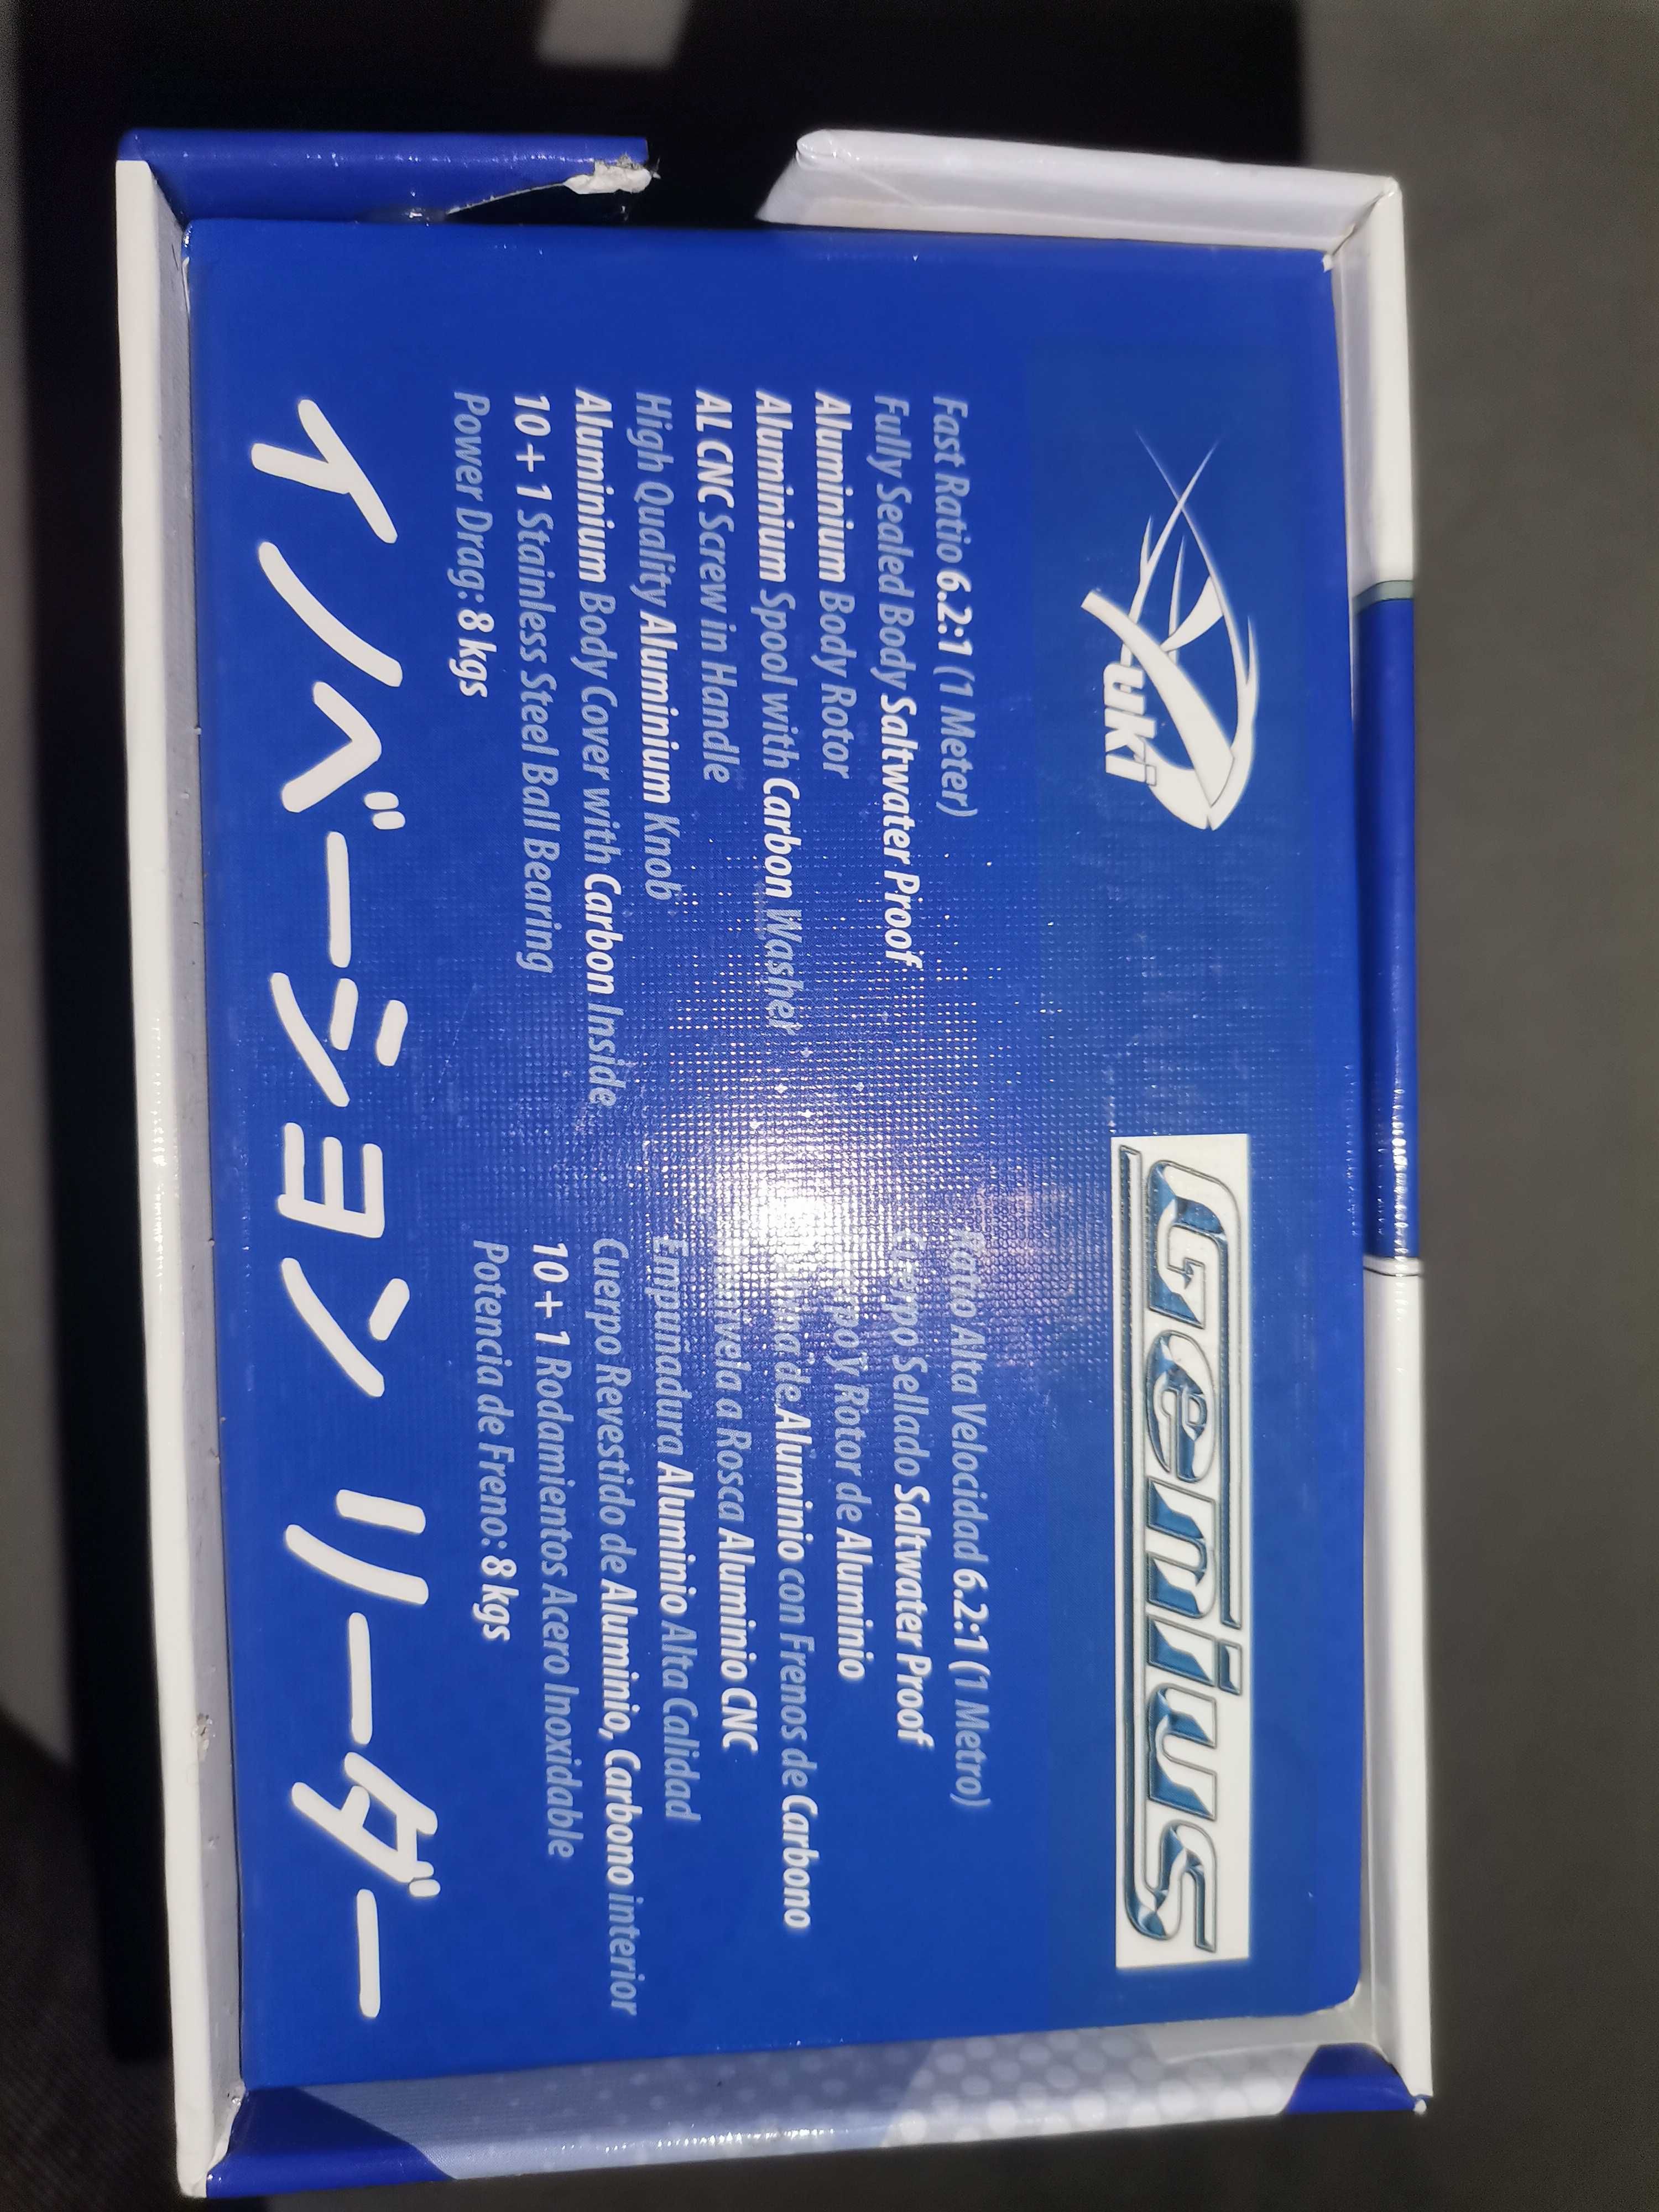 Yuki
Genius
Fast Ratio 6.2:1 (1 Meter)
Fully Sealed Body Saltwater Proof
Aluminium Body Rotor
Aluminium Spool with Carbon Washer
AL CNC Screw in Handle
High Quality Aluminium Knob
Aluminium Body Cover with Carbon Inside
10 + 1 Stainless Steel Ball Bearing
Power Drag: 8 kgs
Ratio Alta Velocidad 6.2:1 (1 Metro)
Cuerpo Sellado Saltwater Proof
y Rotor de Aluminio
de Aluminio con Frenos de Carbono
a Rosca Aluminio CNC
Empuñadura Aluminio Alta Calidad
Cuerpo Revestido de Aluminio, Carbono interior
10 + 1 Rodamientos Acero Inoxidable
Potencia de Freno: 8 kgs
イノベーション リーダー